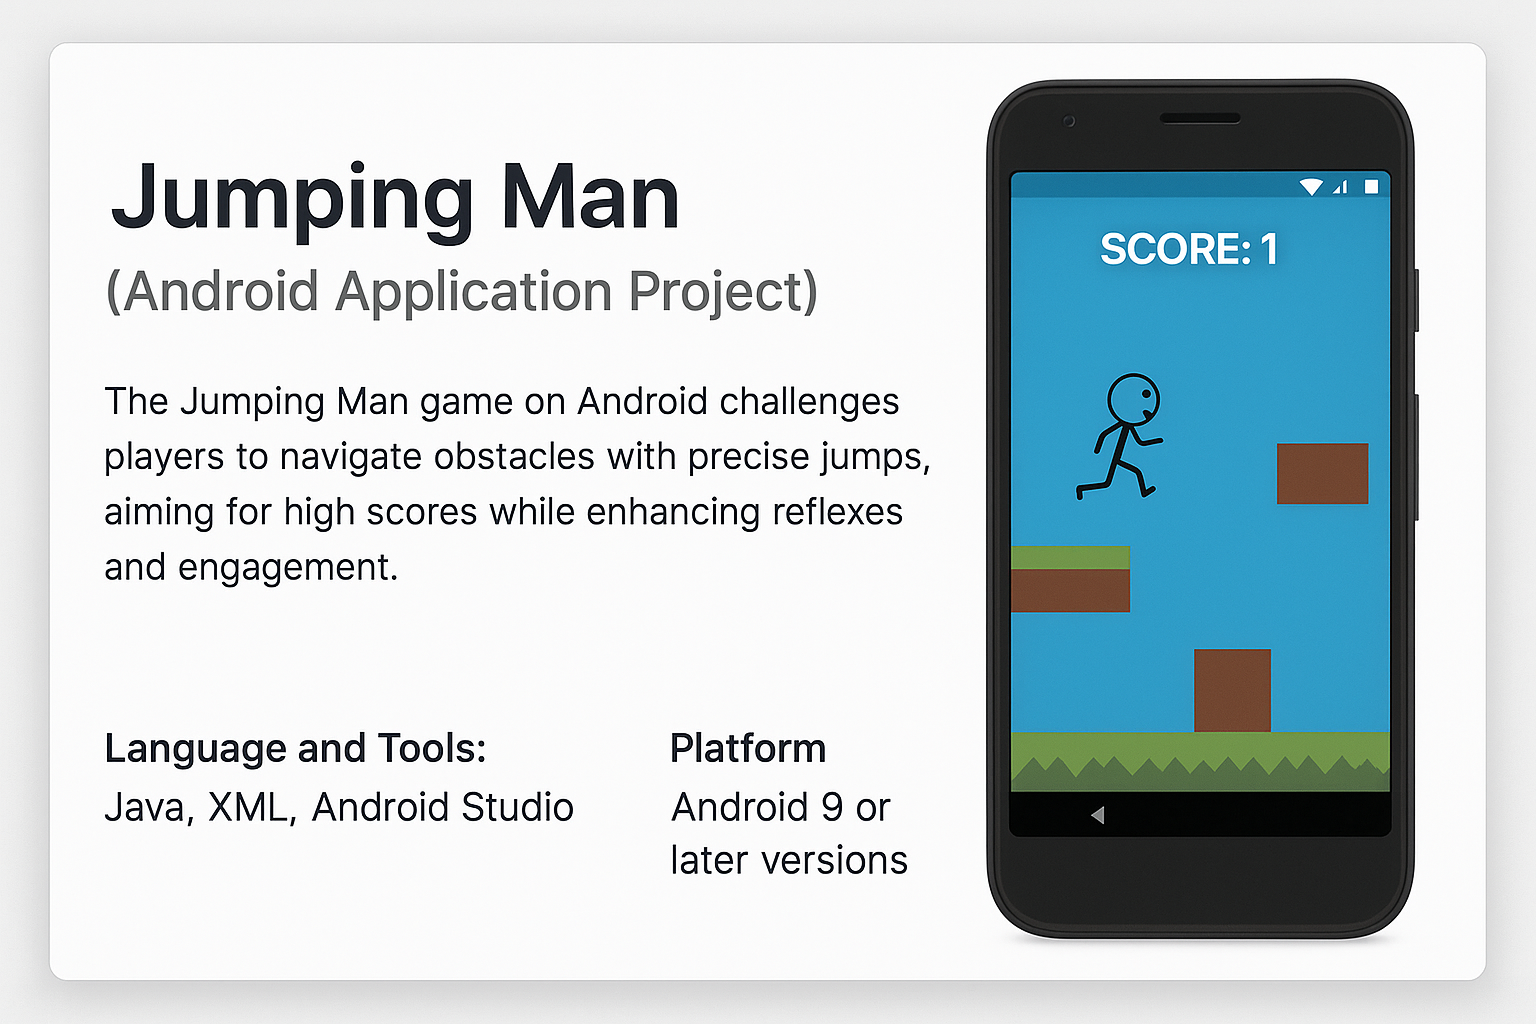 Jumping Man
(Android Application Project)
The Jumping Man game on Android challenges
players to navigate obstacles with precise jumps,
aiming for high scores while enhancing reflexes
and engagement.
Language and Tools:
Java, XML, Android Studio
Platform
Android 9 or
later versions
SCORE: 1